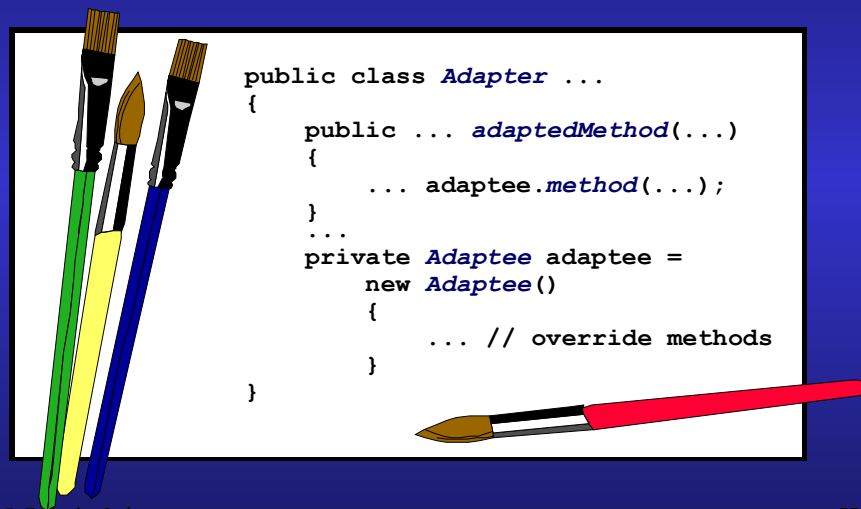 public class Adapter ...
{
public ... adaptedMethod(...)
{
... adaptee.method(...);
}
...
private Adaptee adaptee =
new Adaptee()
{
... // override methods
}
}